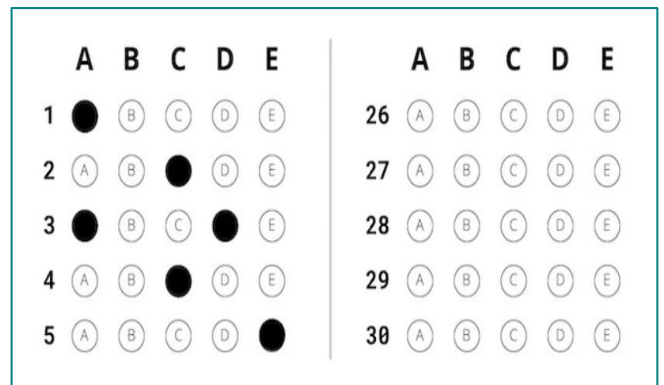 A B C D E A B C D E
1 B C D E 26 A B C D E
2 A B D E 27 A B C D E
3 B C E 28 A B C D E
4 A B D E 29 A B C D E
5 A B C D 30 A B C D E